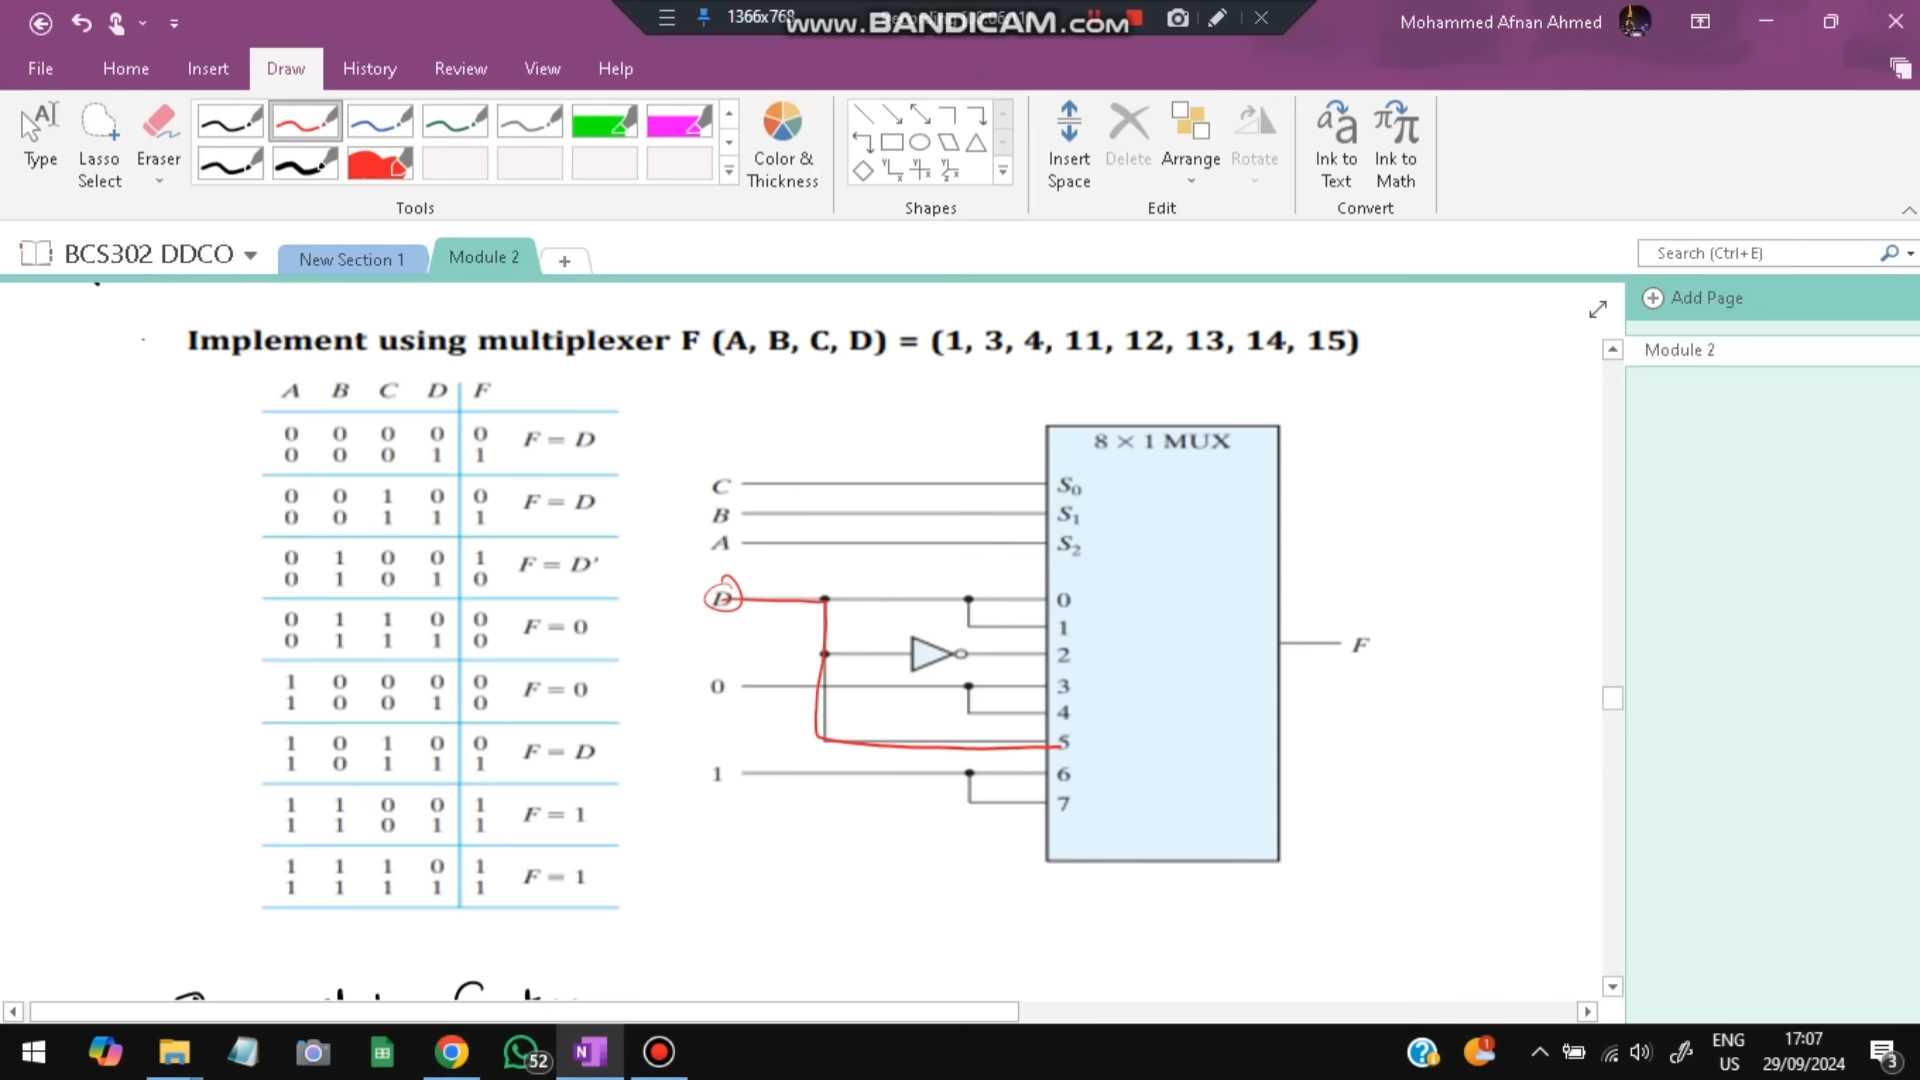 1366x768
www.BANDICAM.com
Mohammed Afnan Ahmed
File Home Insert Draw History Review View Help
Type
Lasso Select
Eraser
Color & Thickness
Insert Space
Delete
Arrange
Rotate
Ink to Text
Ink to Math
Tools
Shapes
Edit
Convert
BCS302 DDCO
New Section 1
Module 2
Search (Ctrl+E)
Add Page
Module 2
Implement using multiplexer F (A, B, C, D) = (1, 3, 4, 11, 12, 13, 14, 15)
A B C D F
0 0 0 0 0 F = D
0 0 0 1 1
0 0 1 0 0 F = D
0 0 1 1 1
0 1 0 0 1 F = D'
0 1 0 1 0
0 1 1 0 0 F = 0
0 1 1 1 0
1 0 0 0 0 F = 0
1 0 0 1 0
1 0 1 0 0 F = D
1 0 1 1 1
1 1 0 0 1 F = 1
1 1 0 1 1
1 1 1 0 1 F = 1
1 1 1 1 1
8 × 1 MUX
C S0
B S1
A S2
D 0
1
2
0 3
4
5
1 6
7
F
52
1
ENG US
17:07
29/09/2024
3